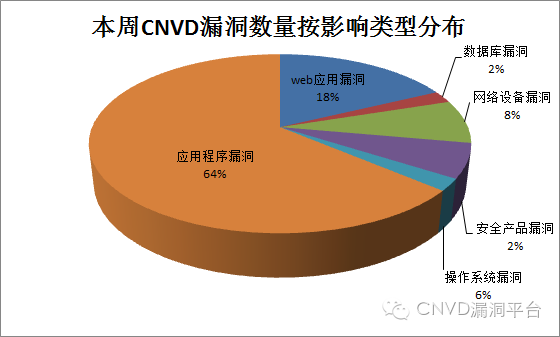 本周CNVD漏洞数量按影响类型分布
web应用漏洞
18%
数据库漏洞
2%
网络设备漏洞
8%
应用程序漏洞
64%
安全产品漏洞
2%
操作系统漏洞
6%
CNVD漏洞平台